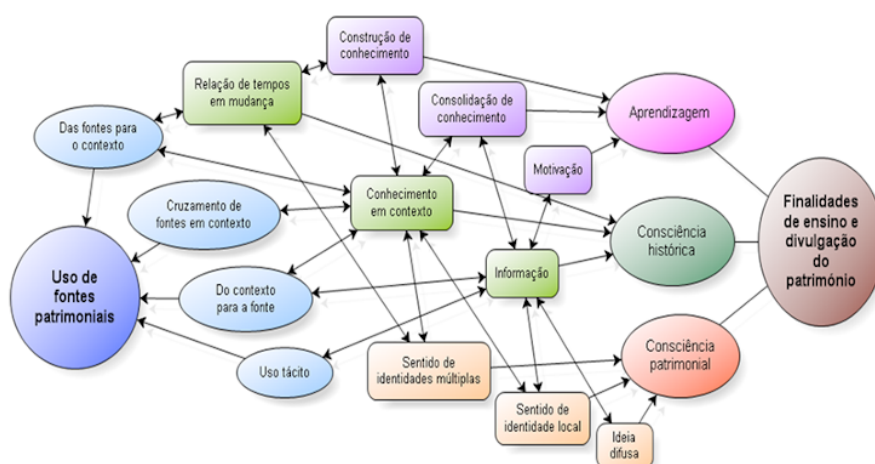 Construção de
conhecimento
Relação de tempos
em mudança
Consolidação de
conhecimento
Aprendizagem
Das fontes para
o contexto
Motivação
Conhecimento
em contexto
Cruzamento de
fontes em contexto
Finalidades
de ensino e
divulgação
do
património
Consciência
histórica
Uso de
fontes
patrimoniais
Do contexto
para a fonte
Informação
Consciência
patrimonial
Uso tácito
Sentido de
identidades múltiplas
Sentido de
identidade local
Ideia
difusa